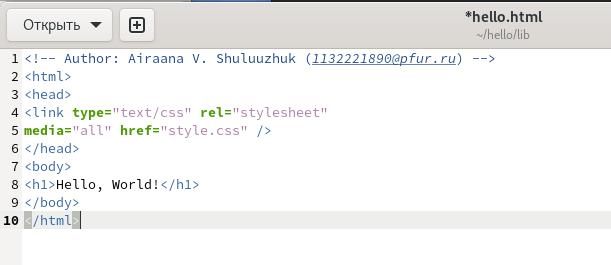 Открыть
*hello.html
~/hello/lib
1 <!-- Author: Airaana V. Shuluuzhuk (1132221890@pfur.ru) -->
2 <html>
3 <head>
4 <link type="text/css" rel="stylesheet"
5 media="all" href="style.css" />
6 </head>
7 <body>
8 <h1>Hello, World!</h1>
9 </body>
10 </html>